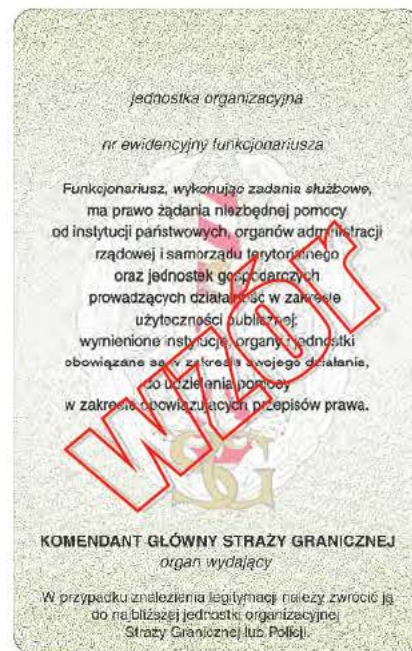 jednostka organizacyjna
nr ewidencyjny funkcjonariusza
Funkcjonariusz, wykonując zadania służbowe,
ma prawo żądania niezbędnej pomocy
od instytucji państwowych, organów administracji
rządowej i samorządu terytorialnego
oraz jednostek gospodarczych
prowadzących działalność w zakresie
użyteczności publicznej;
wymienione instytucje, organy i jednostki
obowiązane są w zakresie swojego działania,
do udzielenia pomocy
w zakresie obowiązujących przepisów prawa.
wzór
SG
KOMENDANT GŁÓWNY STRAŻY GRANICZNEJ
organ wydający
W przypadku znalezienia legitymacji należy zwrócić ją
do najbliższej jednostki organizacyjnej
Straży Granicznej lub Policji.